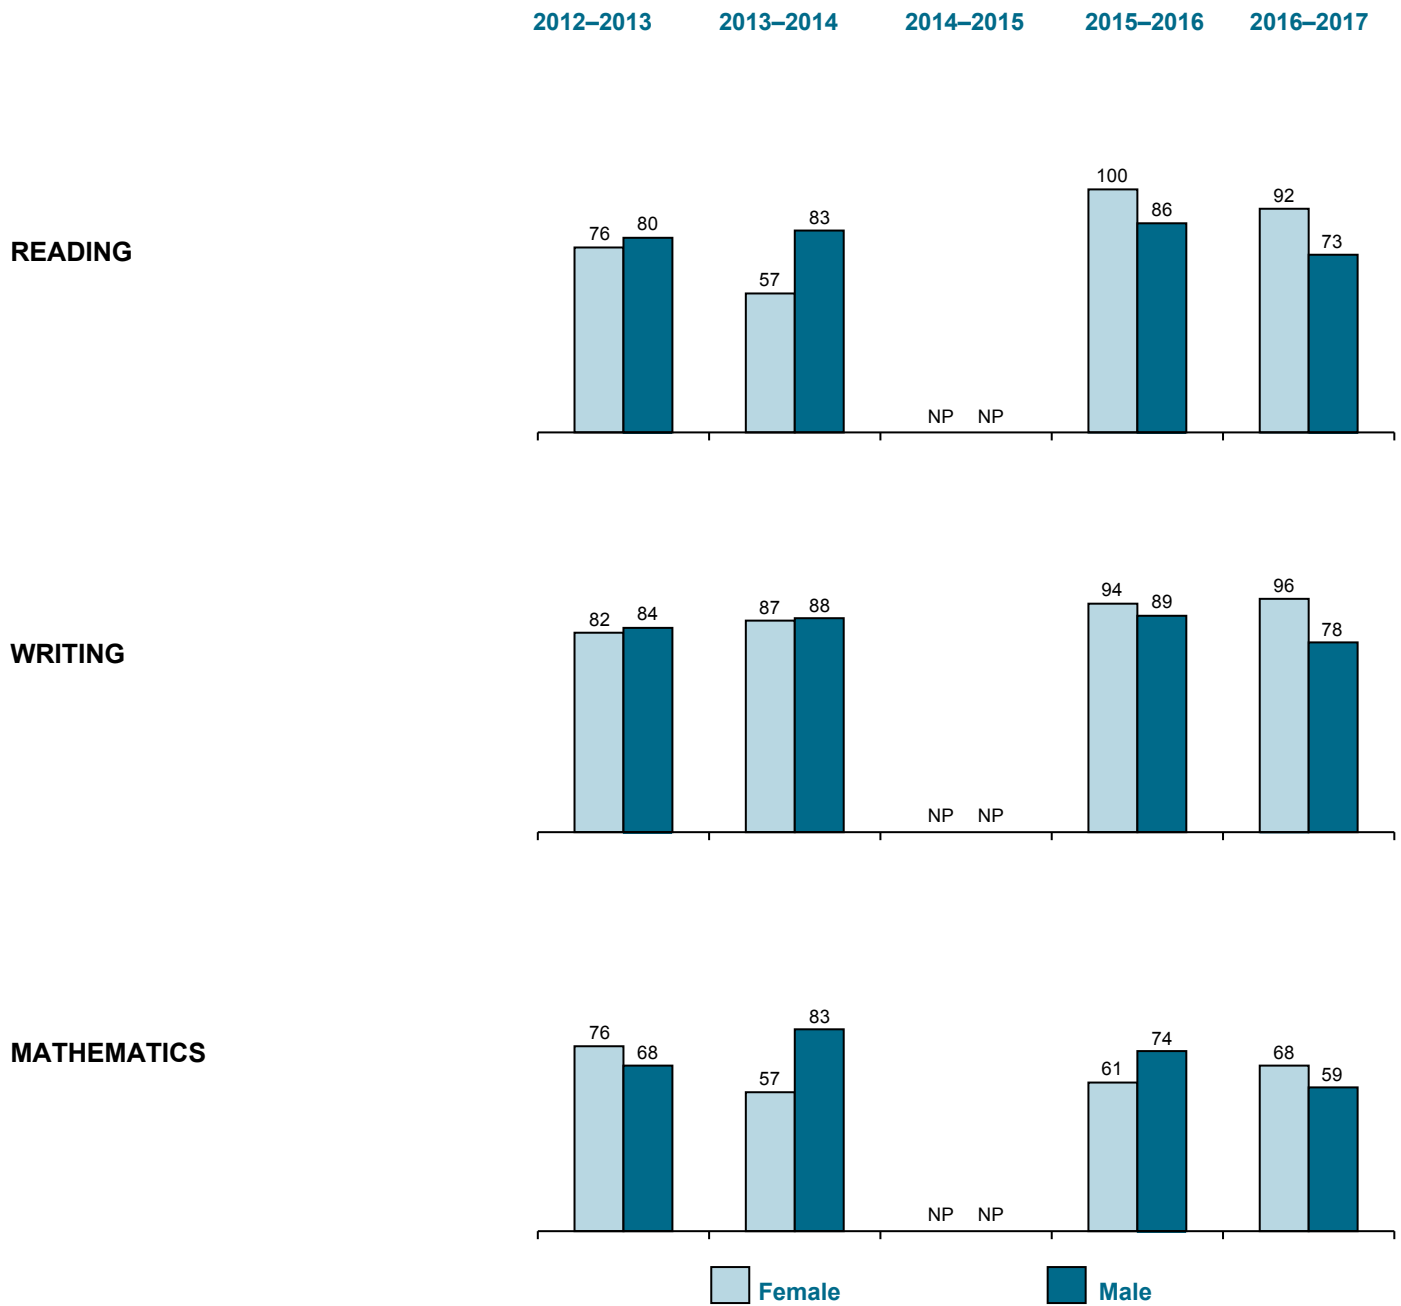 2012–2013 2013–2014 2014–2015 2015–2016 2016–2017
READING
76 80 57 83 NP NP 100 86 92 73
WRITING
82 84 87 88 NP NP 94 89 96 78
MATHEMATICS
76 68 57 83 NP NP 61 74 68 59
Female Male